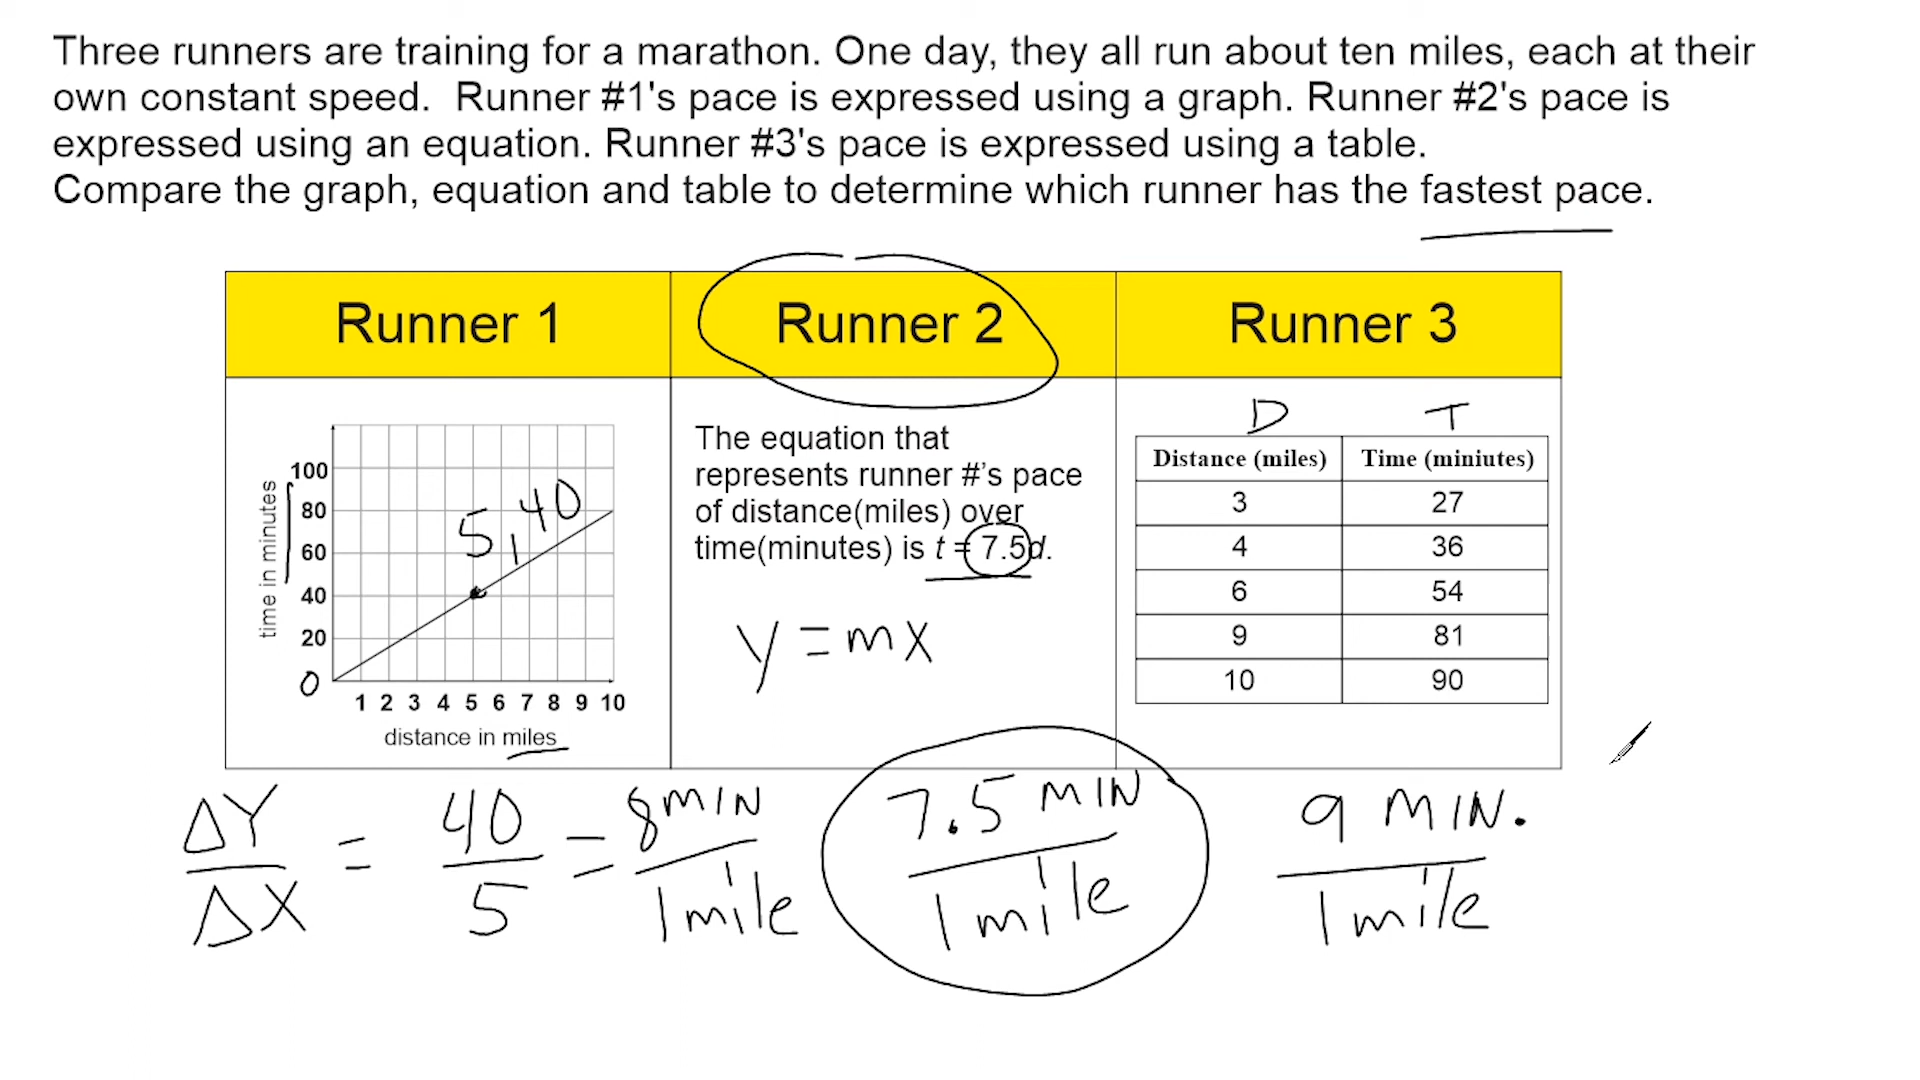 Three runners are training for a marathon. One day, they all run about ten miles, each at their
own constant speed.  Runner #1's pace is expressed using a graph. Runner #2's pace is
expressed using an equation. Runner #3's pace is expressed using a table.
Compare the graph, equation and table to determine which runner has the fastest pace.
Runner 1
Runner 2
Runner 3
time in minutes
100
80
60
40
20
0
5,40
1 2 3 4 5 6 7 8 9 10
distance in miles
The equation that
represents runner #'s pace
of distance(miles) over
time(minutes) is t = 7.5d.
y = mx
D T
Distance (miles) Time (miniutes)
3 27
4 36
6 54
9 81
10 90
ΔY/ΔX = 40/5 = 8 MIN/1 mile
7.5 MIN/1 mile
9 MIN./1 mile